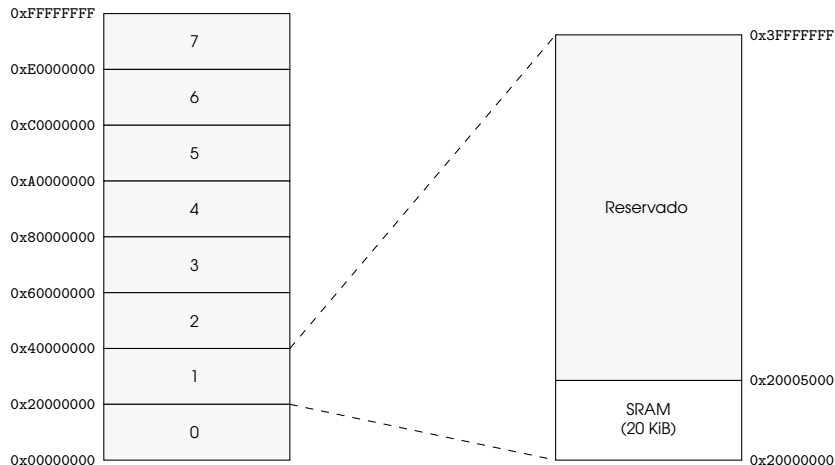 0xFFFFFFFF
7
0xE0000000
6
0xC0000000
5
0xA0000000
4
0x80000000
3
0x60000000
2
0x40000000
1
0x20000000
0
0x00000000
0x3FFFFFFF
Reservado
0x20005000
SRAM
(20 KiB)
0x20000000